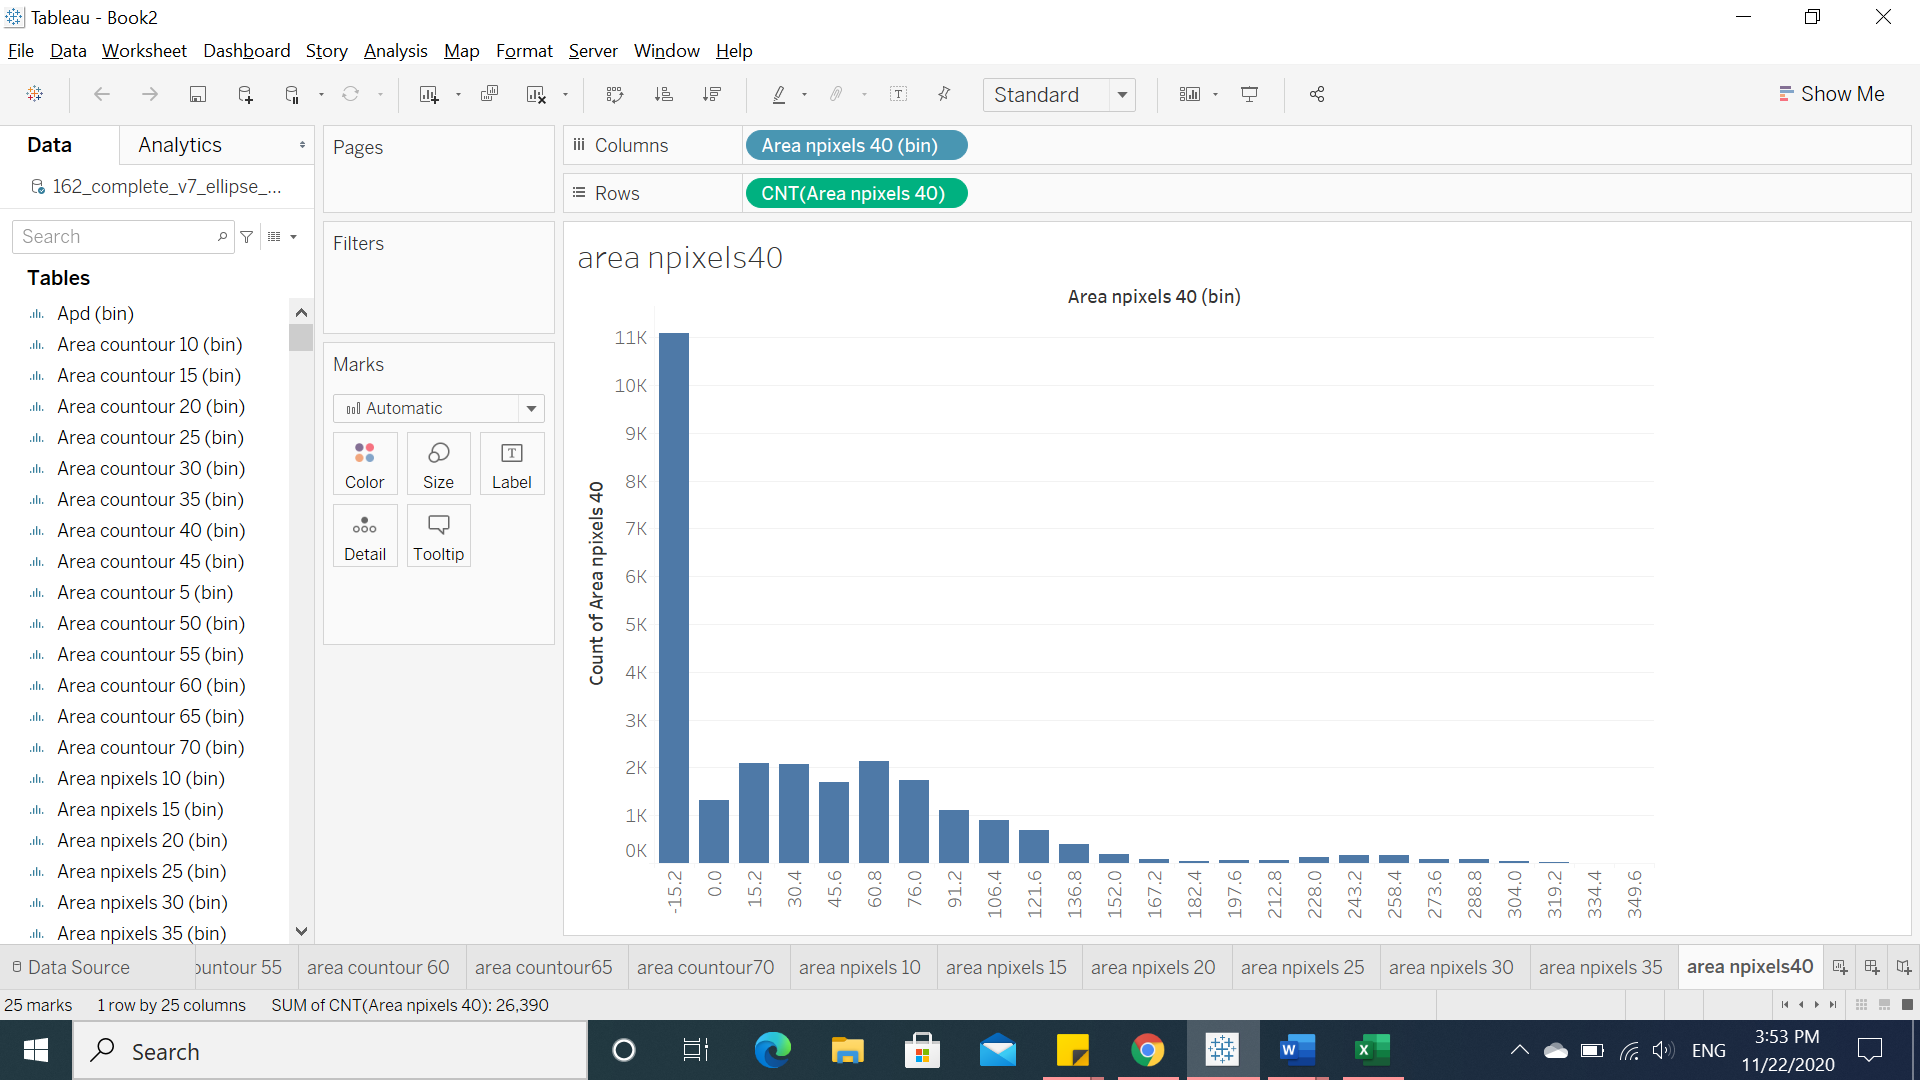 Tableau - Book2
File Data Worksheet Dashboard Story Analysis Map Format Server Window Help
Standard
Show Me
Data Analytics
162_complete_v7_ellipse_...
Search
Tables
Apd (bin)
Area countour 10 (bin)
Area countour 15 (bin)
Area countour 20 (bin)
Area countour 25 (bin)
Area countour 30 (bin)
Area countour 35 (bin)
Area countour 40 (bin)
Area countour 45 (bin)
Area countour 5 (bin)
Area countour 50 (bin)
Area countour 55 (bin)
Area countour 60 (bin)
Area countour 65 (bin)
Area countour 70 (bin)
Area npixels 10 (bin)
Area npixels 15 (bin)
Area npixels 20 (bin)
Area npixels 25 (bin)
Area npixels 30 (bin)
Area npixels 35 (bin)
Pages
Filters
Marks
Automatic
Color Size Label
Detail Tooltip
Columns Area npixels 40 (bin)
Rows CNT(Area npixels 40)
area npixels40
Area npixels 40 (bin)
Count of Area npixels 40
11K
10K
9K
8K
7K
6K
5K
4K
3K
2K
1K
0K
-15.2 0.0 15.2 30.4 45.6 60.8 76.0 91.2 106.4 121.6 136.8 152.0 167.2 182.4 197.6 212.8 228.0 243.2 258.4 273.6 288.8 304.0 319.2 334.4 349.6
Data Source ountour 55 area countour 60 area countour65 area countour70 area npixels 10 area npixels 15 area npixels 20 area npixels 25 area npixels 30 area npixels 35 area npixels40
25 marks 1 row by 25 columns SUM of CNT(Area npixels 40): 26,390
Search
ENG
3:53 PM
11/22/2020